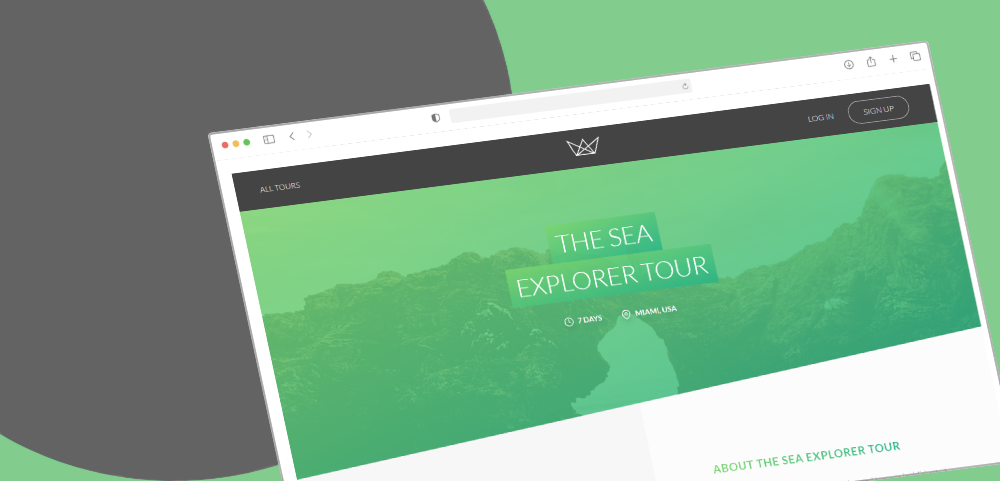 ALL TOURS
LOG IN
SIGN UP
THE SEA
EXPLORER TOUR
7 DAYS
MIAMI, USA
ABOUT THE SEA EXPLORER TOUR